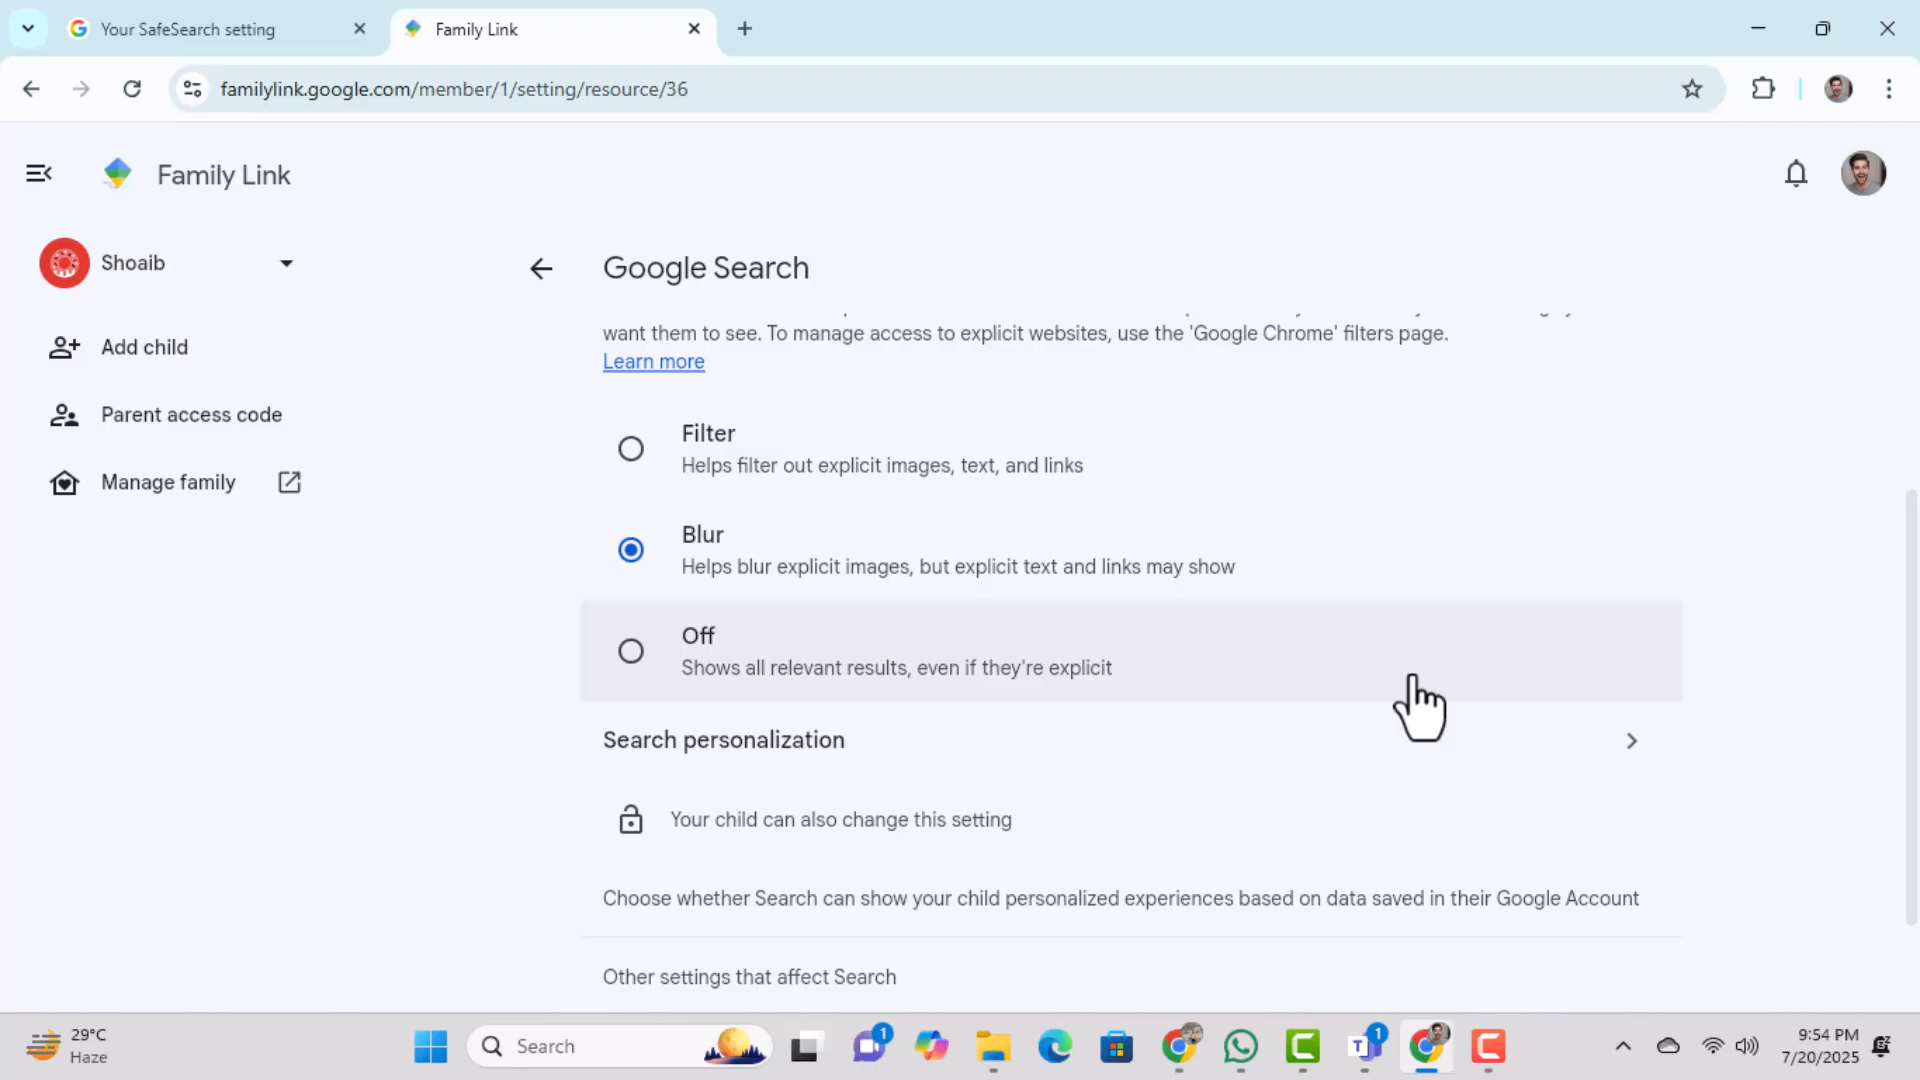 Your SafeSearch setting
Family Link
familylink.google.com/member/1/setting/resource/36
Family Link
Shoaib
Add child
Parent access code
Manage family
Google Search
want them to see. To manage access to explicit websites, use the 'Google Chrome' filters page.
Learn more
Filter
Helps filter out explicit images, text, and links
Blur
Helps blur explicit images, but explicit text and links may show
Off
Shows all relevant results, even if they're explicit
Search personalization
Your child can also change this setting
Choose whether Search can show your child personalized experiences based on data saved in their Google Account
Other settings that affect Search
29°C
Haze
Search
1
1
9:54 PM
7/20/2025